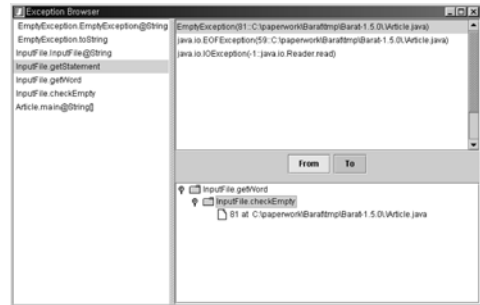 Exception Browser
EmptyException.EmptyException@String
EmptyException.toString
InputFile.InputFile@String
InputFile.getStatement
InputFile.getWord
InputFile.checkEmpty
Article.main@String[]
EmptyException(81::C:\paperwork\Barat\tmp\Barat-1.5.0\.\Article.java)
java.io.EOFException(59::C:\paperwork\Barat\tmp\Barat-1.5.0\.\Article.java)
java.io.IOException(-1::java.io.Reader.read)
From To
InputFile.getWord
InputFile.checkEmpty
81 at C:\paperwork\Barat\tmp\Barat-1.5.0\.\Article.java